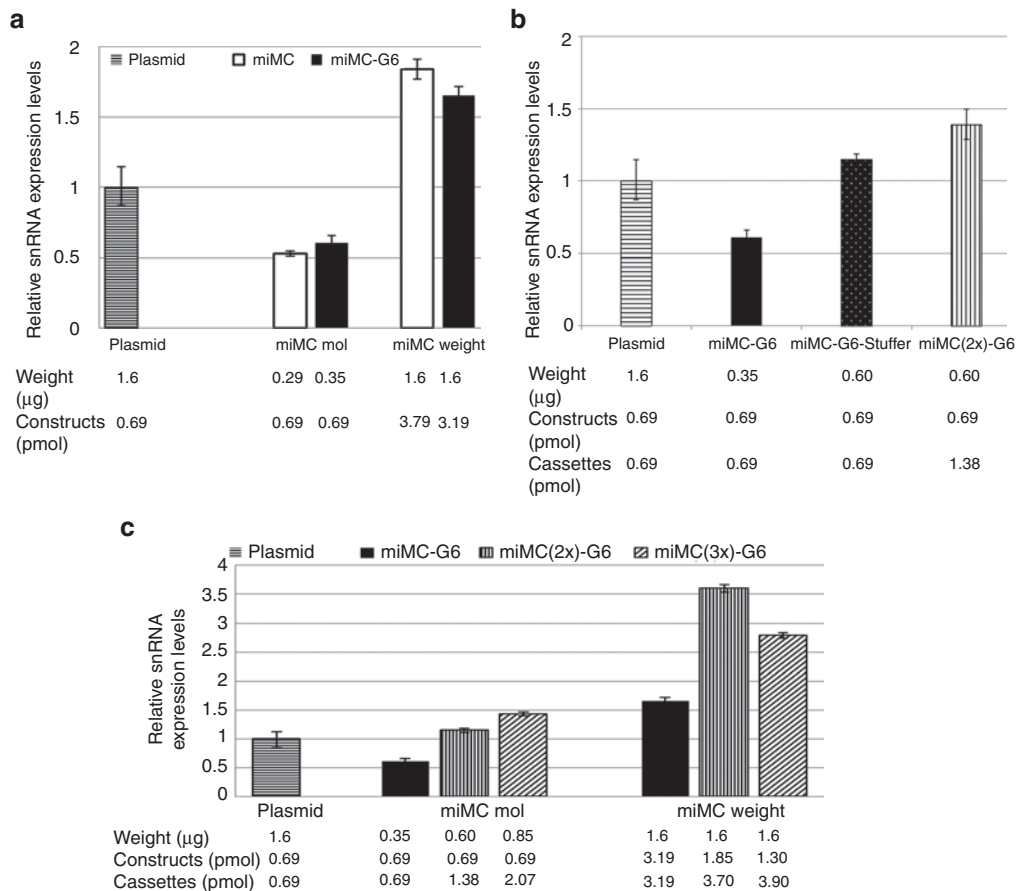 a
2
Plasmid miMC miMC-G6
1.5
1
0.5
0
Relative snRNA expression levels
Plasmid miMC mol miMC weight
Weight (μg) 1.6 0.29 0.35 1.6 1.6
Constructs (pmol) 0.69 0.69 0.69 3.79 3.19
b
2
1.5
1
0.5
0
Relative snRNA expression levels
Plasmid miMC-G6 miMC-G6-Stuffer miMC(2x)-G6
Weight (μg) 1.6 0.35 0.60 0.60
Constructs (pmol) 0.69 0.69 0.69 0.69
Cassettes (pmol) 0.69 0.69 0.69 1.38
c
Plasmid miMC-G6 miMC(2x)-G6 miMC(3x)-G6
4
3.5
3
2.5
2
1.5
1
0.5
0
Relative snRNA
expression levels
Plasmid miMC mol miMC weight
Weight (μg) 1.6 0.35 0.60 0.85 1.6 1.6 1.6
Constructs (pmol) 0.69 0.69 0.69 0.69 3.19 1.85 1.30
Cassettes (pmol) 0.69 0.69 1.38 2.07 3.19 3.70 3.90